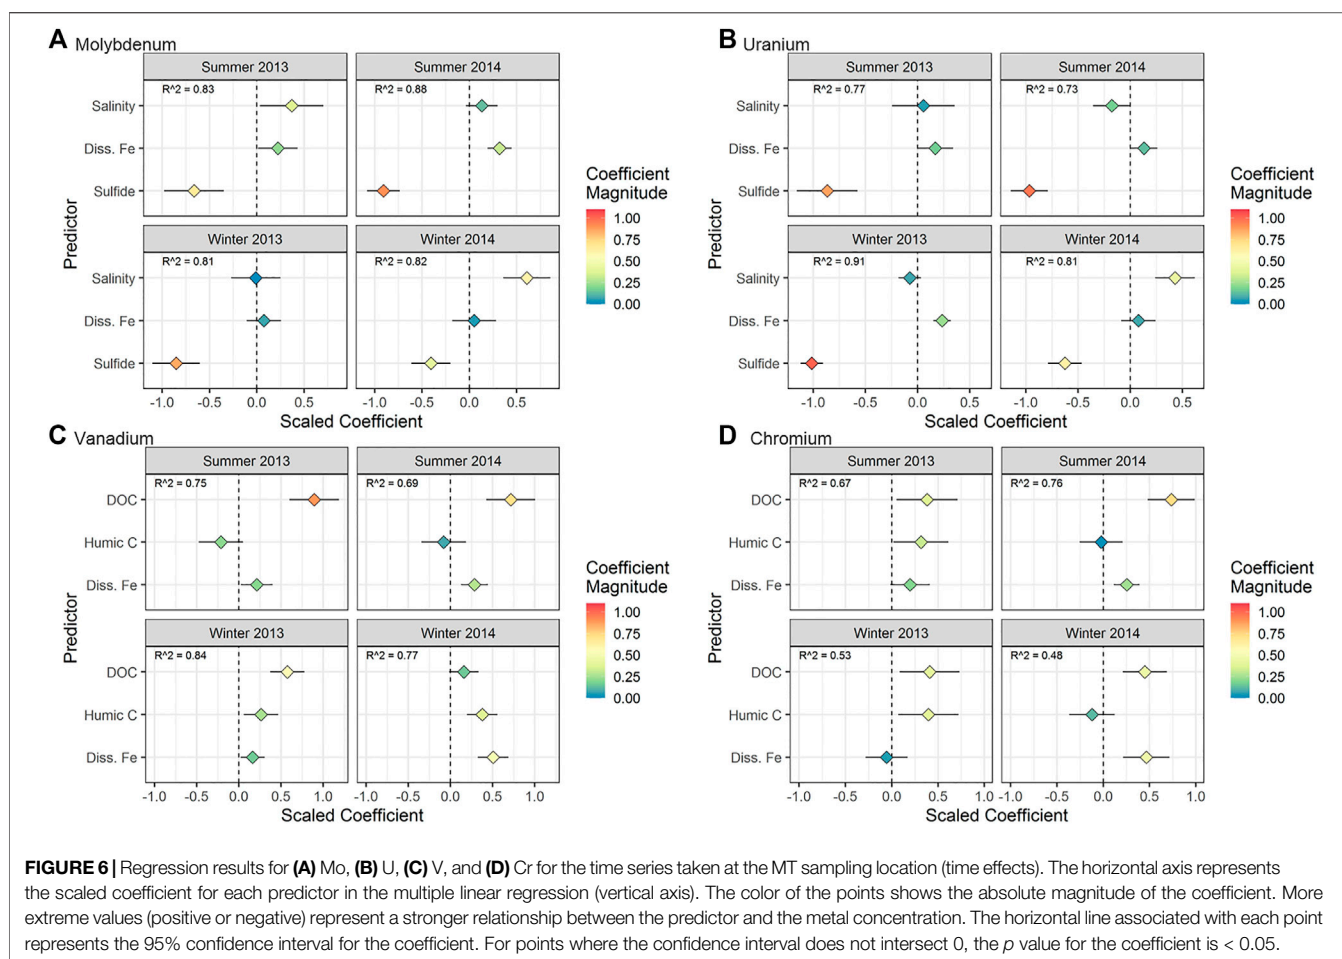 A Molybdenum
Summer 2013
Summer 2014
R^2 = 0.83
R^2 = 0.88
Salinity
Diss. Fe
Sulfide
Winter 2013
Winter 2014
R^2 = 0.81
R^2 = 0.82
Salinity
Diss. Fe
Sulfide
Predictor
-1.0 -0.5 0.0 0.5 -1.0 -0.5 0.0 0.5
Scaled Coefficient
Coefficient
Magnitude
1.00
0.75
0.50
0.25
0.00
B Uranium
Summer 2013
Summer 2014
R^2 = 0.77
R^2 = 0.73
Salinity
Diss. Fe
Sulfide
Winter 2013
Winter 2014
R^2 = 0.91
R^2 = 0.81
Salinity
Diss. Fe
Sulfide
Predictor
-1.0 -0.5 0.0 0.5 -1.0 -0.5 0.0 0.5
Scaled Coefficient
Coefficient
Magnitude
1.00
0.75
0.50
0.25
0.00
C Vanadium
Summer 2013
Summer 2014
R^2 = 0.75
R^2 = 0.69
DOC
Humic C
Diss. Fe
Winter 2013
Winter 2014
R^2 = 0.84
R^2 = 0.77
DOC
Humic C
Diss. Fe
Predictor
-1.0 -0.5 0.0 0.5 1.0 -1.0 -0.5 0.0 0.5 1.0
Scaled Coefficient
Coefficient
Magnitude
1.00
0.75
0.50
0.25
0.00
D Chromium
Summer 2013
Summer 2014
R^2 = 0.67
R^2 = 0.76
DOC
Humic C
Diss. Fe
Winter 2013
Winter 2014
R^2 = 0.53
R^2 = 0.48
DOC
Humic C
Diss. Fe
Predictor
-1.0 -0.5 0.0 0.5 1.0 -1.0 -0.5 0.0 0.5 1.0
Scaled Coefficient
Coefficient
Magnitude
1.00
0.75
0.50
0.25
0.00
FIGURE 6 | Regression results for (A) Mo, (B) U, (C) V, and (D) Cr for the time series taken at the MT sampling location (time effects). The horizontal axis represents
the scaled coefficient for each predictor in the multiple linear regression (vertical axis). The color of the points shows the absolute magnitude of the coefficient. More
extreme values (positive or negative) represent a stronger relationship between the predictor and the metal concentration. The horizontal line associated with each point
represents the 95% confidence interval for the coefficient. For points where the confidence interval does not intersect 0, the p value for the coefficient is < 0.05.